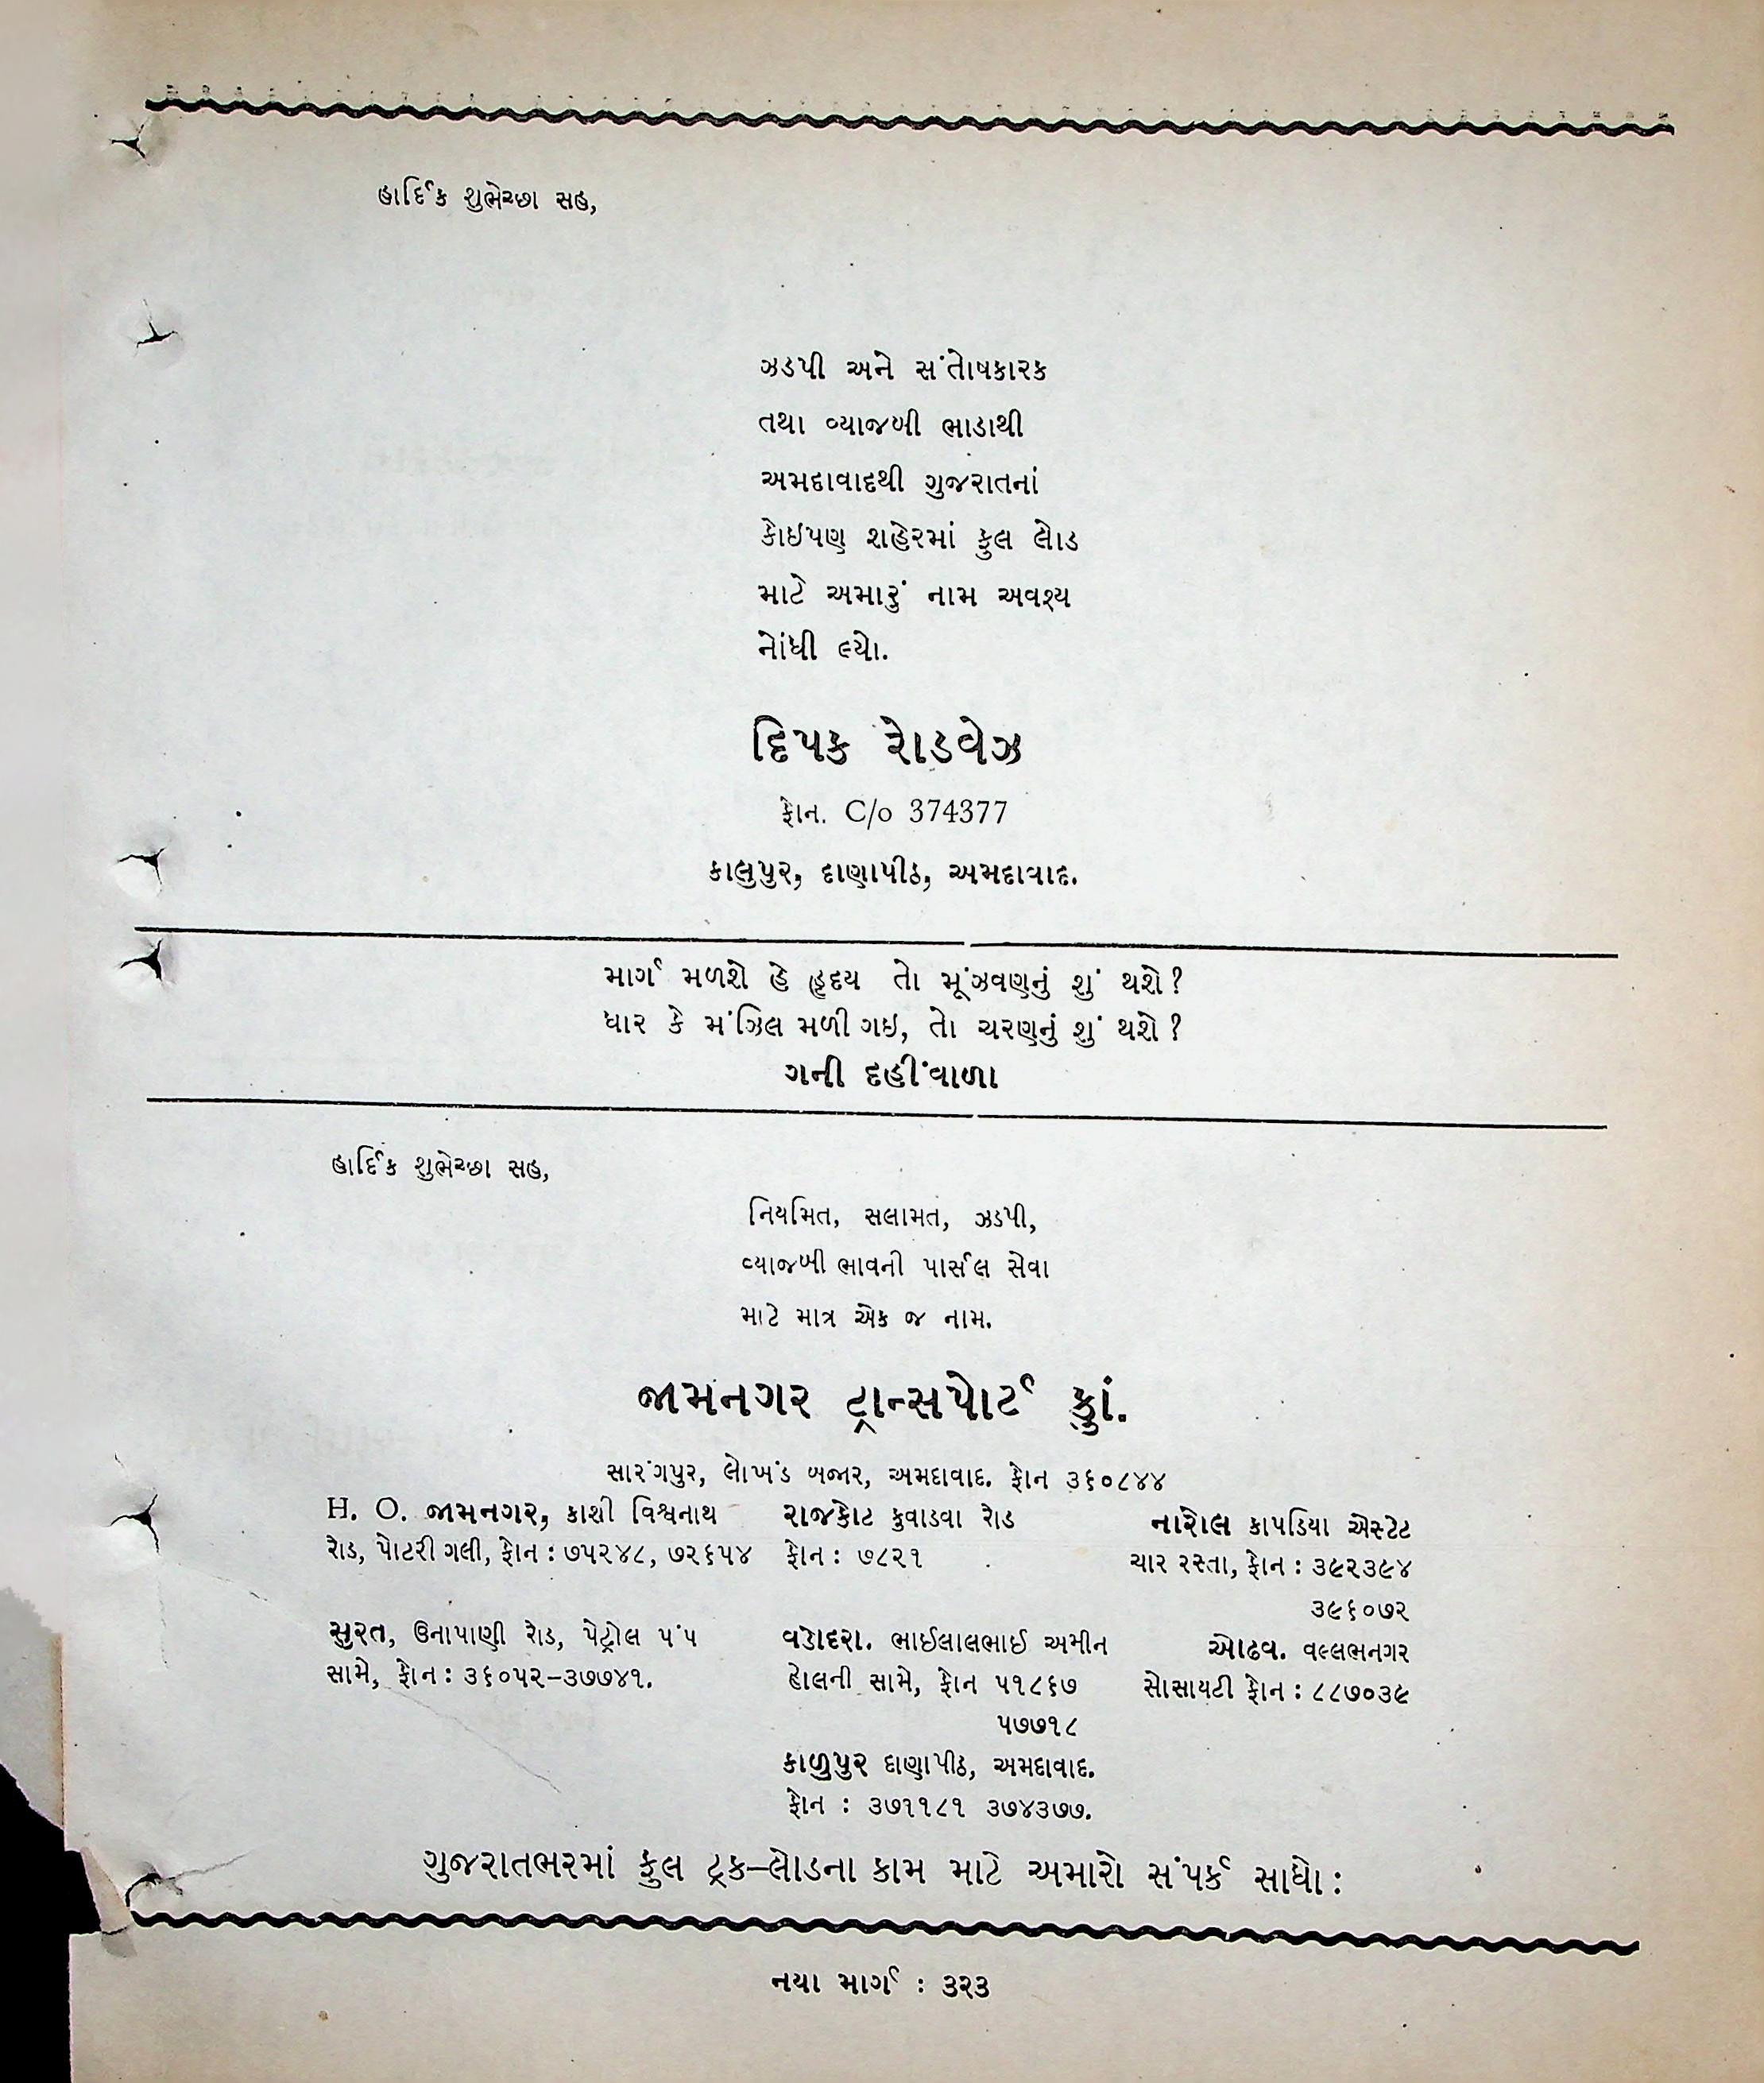 હાર્દિક શુભેચ્છા સહ,
ઝડપી અને સંતોષકારક
તથા વ્યાજબી ભાડાથી
અમદાવાદથી ગુજરાતનાં
કોઇપણ શહેરમાં ફુલ લોડ
માટે અમારું નામ અવશ્ય
નોંધી લ્યો.
દિપક રોડવેઝ
ફોન. C/o 374377
કાલુપુર, દાણાપીઠ, અમદાવાદ.
માર્ગ મળશે હે હૃદય તો મૂંઝવણનું શું થશે?
ધાર કે મંઝિલ મળી ગઇ, તો ચરણનું શું થશે?
ગની દહીંવાળા
હાર્દિક શુભેચ્છા સહ,
નિયમિત, સલામત, ઝડપી,
વ્યાજબી ભાવની પાર્સલ સેવા
માટે માત્ર એક જ નામ.
જામનગર ટ્રાન્સપોર્ટ કું.
સારંગપુર, લોખંડ બજાર, અમદાવાદ. ફોન ૩૬૦૮૪૪
H. O. જામનગર, કાશી વિશ્વનાથ
રોડ, પોટરી ગલી, ફોન : ૭૫૨૪૮, ૭૨૬૫૪
રાજકોટ કુવાડવા રોડ
ફોન : ૭૮૨૧
નારોલ કાપડિયા એસ્ટેટ
ચાર રસ્તા, ફોન : ૩૯૨૩૯૪
૩૯૬૦૭૨
સુરત, ઉનાપાણી રોડ, પેટ્રોલ પંપ
સામે, ફોન : ૩૬૦૫૨–૩૭૭૪૧.
વડોદરા. ભાઈલાલભાઈ અમીન
હોલની સામે, ફોન ૫૧૮૬૭
૫૭૭૧૮
ઓઢવ. વલ્લભનગર
સોસાયટી ફોન : ૮૮૭૦૩૯
કાળુપુર દાણાપીઠ, અમદાવાદ.
ફોન : ૩૭૧૧૮૧ ૩૭૪૩૭૭.
ગુજરાતભરમાં ફુલ ટ્રક–લોડના કામ માટે અમારો સંપર્ક સાધો :
નયા માર્ગ : ૩૨૩